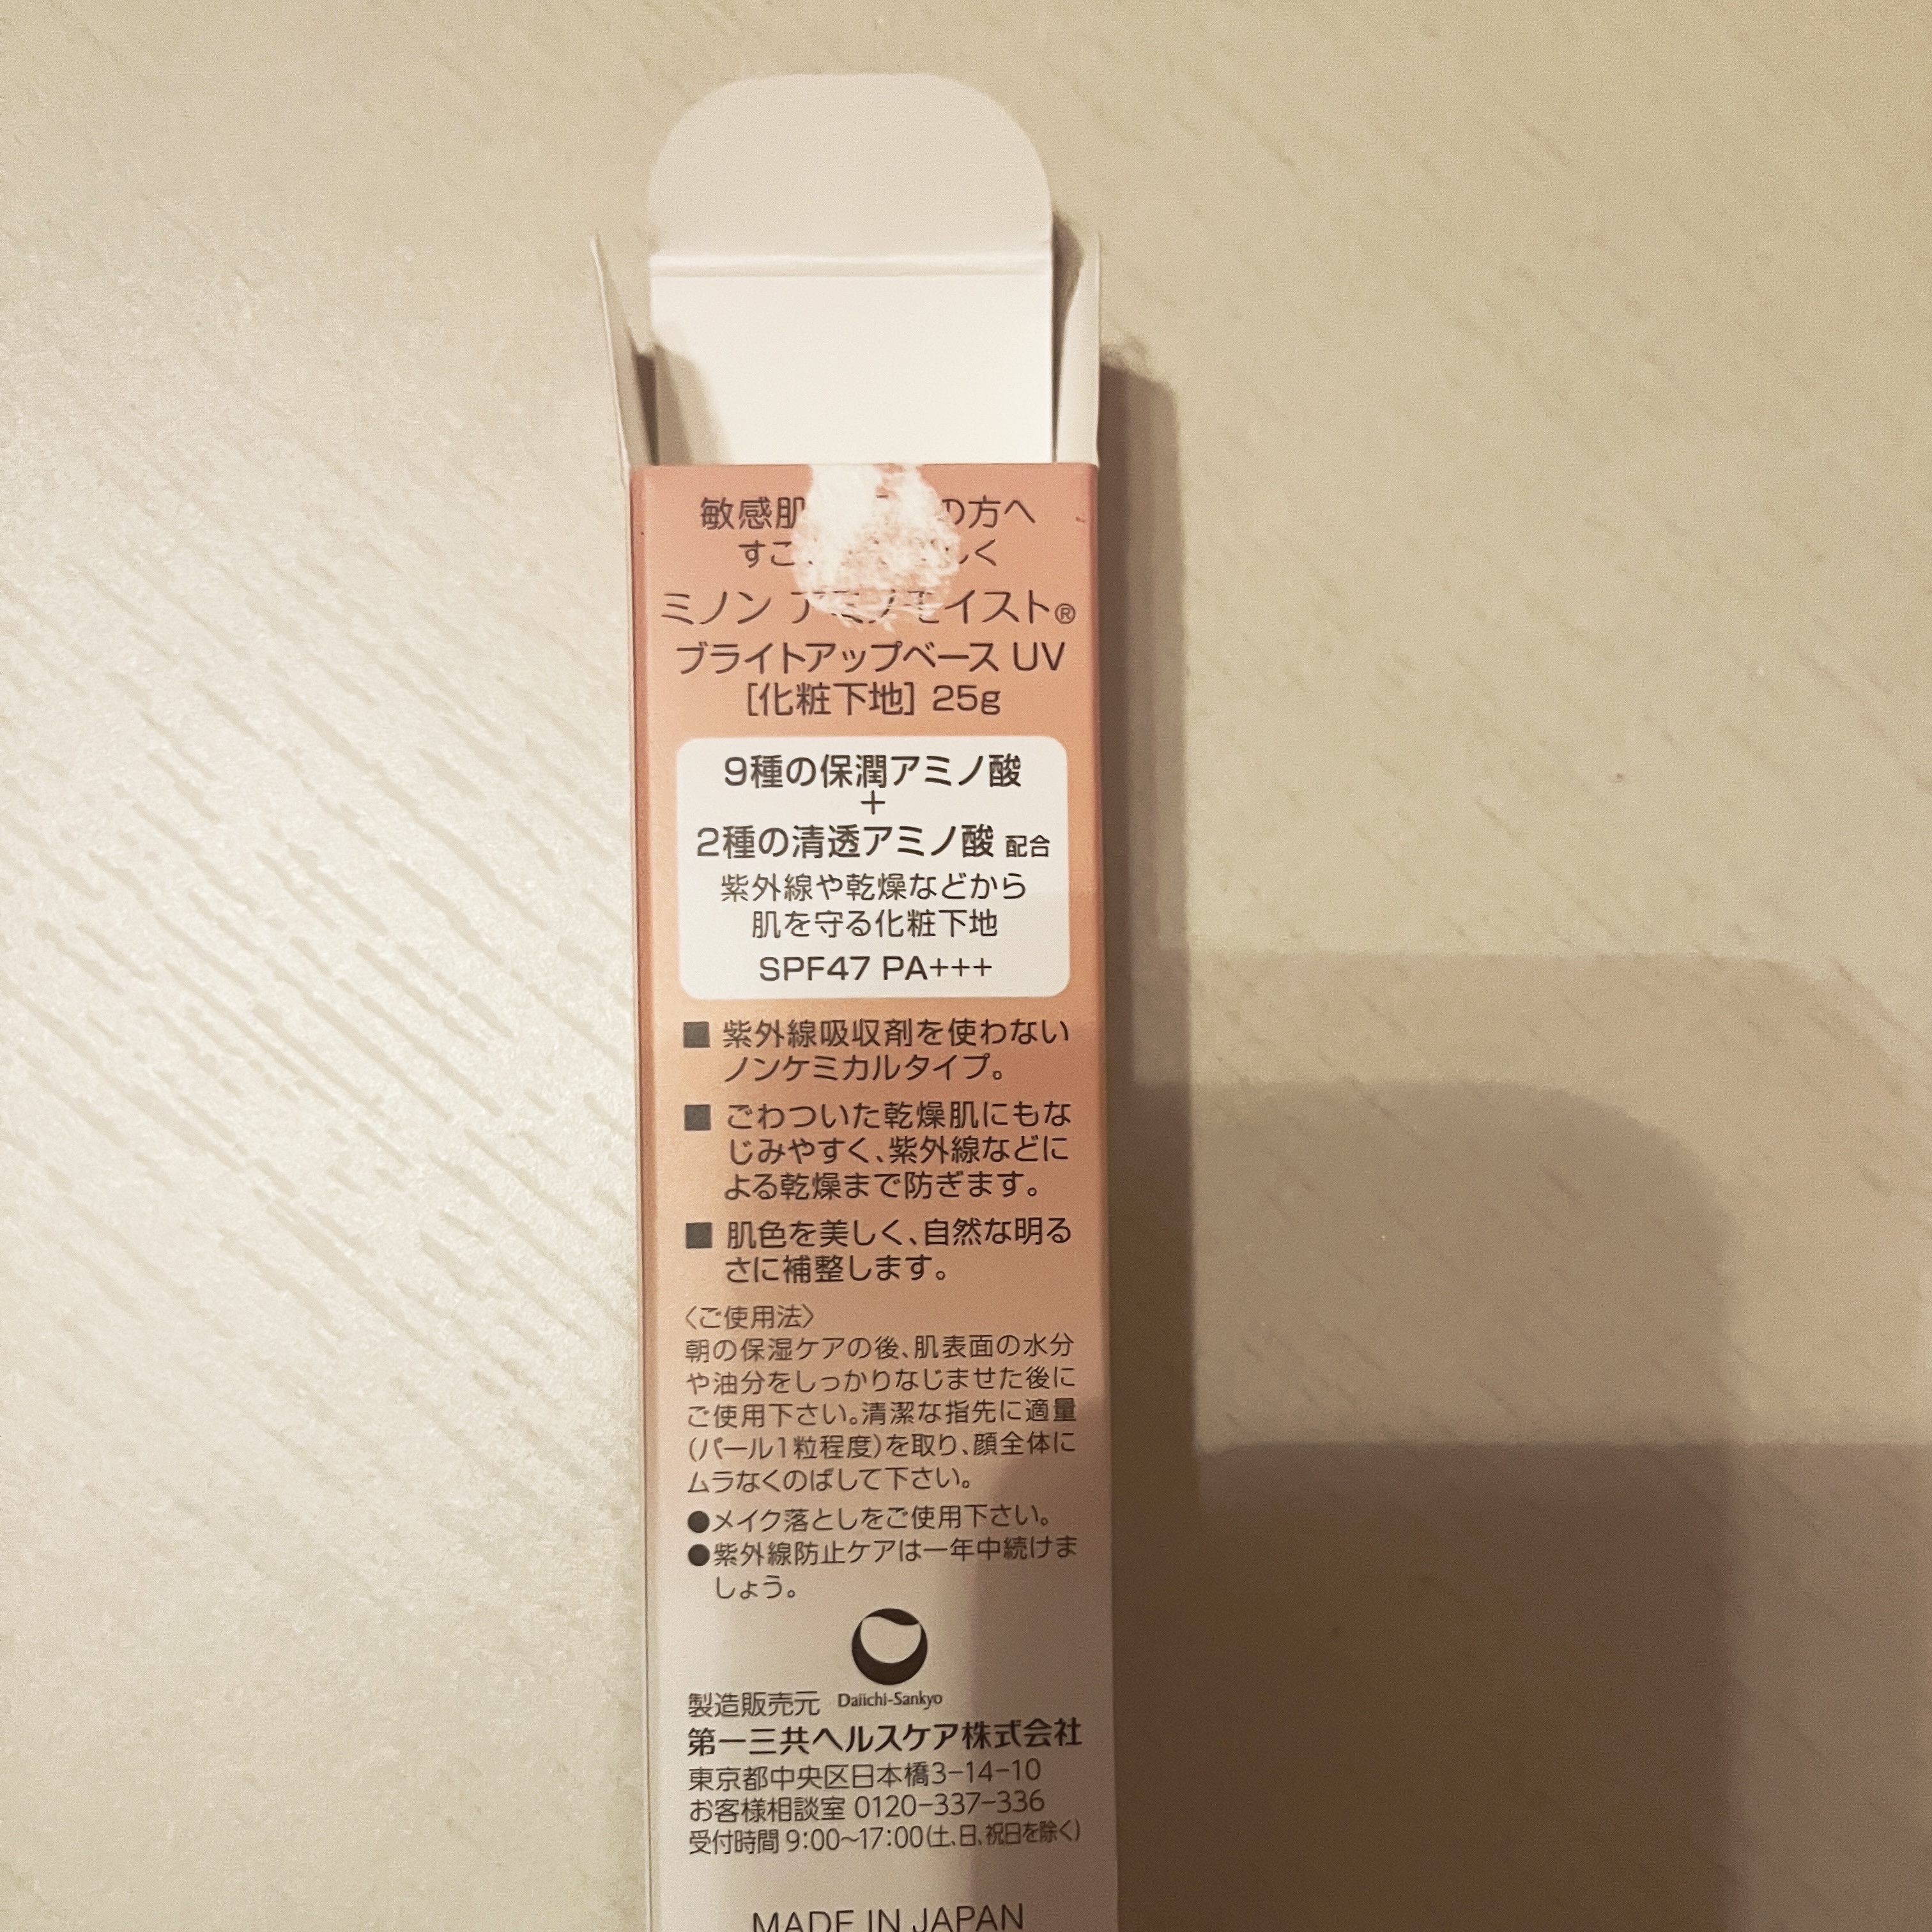 敏感肌 の方へ
すこ しく
ミノン アミノモイスト®
ブライトアップベース UV
[化粧下地] 25g
9種の保潤アミノ酸
+
2種の清透アミノ酸 配合
紫外線や乾燥などから
肌を守る化粧下地
SPF47 PA+++
■ 紫外線吸収剤を使わない
ノンケミカルタイプ。
■ ごわついた乾燥肌にもな
じみやすく、紫外線などに
よる乾燥まで防ぎます。
■ 肌色を美しく、自然な明る
さに補整します。
〈ご使用法〉
朝の保湿ケアの後、肌表面の水分
や油分をしっかりなじませた後に
ご使用下さい。清潔な指先に適量
(パール1粒程度)を取り、顔全体に
ムラなくのばして下さい。
●メイク落としをご使用下さい。
●紫外線防止ケアは一年中続けま
しょう。
製造販売元 Daiichi-Sankyo
第一三共ヘルスケア株式会社
東京都中央区日本橋3-14-10
お客様相談室 0120-337-336
受付時間 9:00~17:00(土、日、祝日を除く)
MADE IN JAPAN